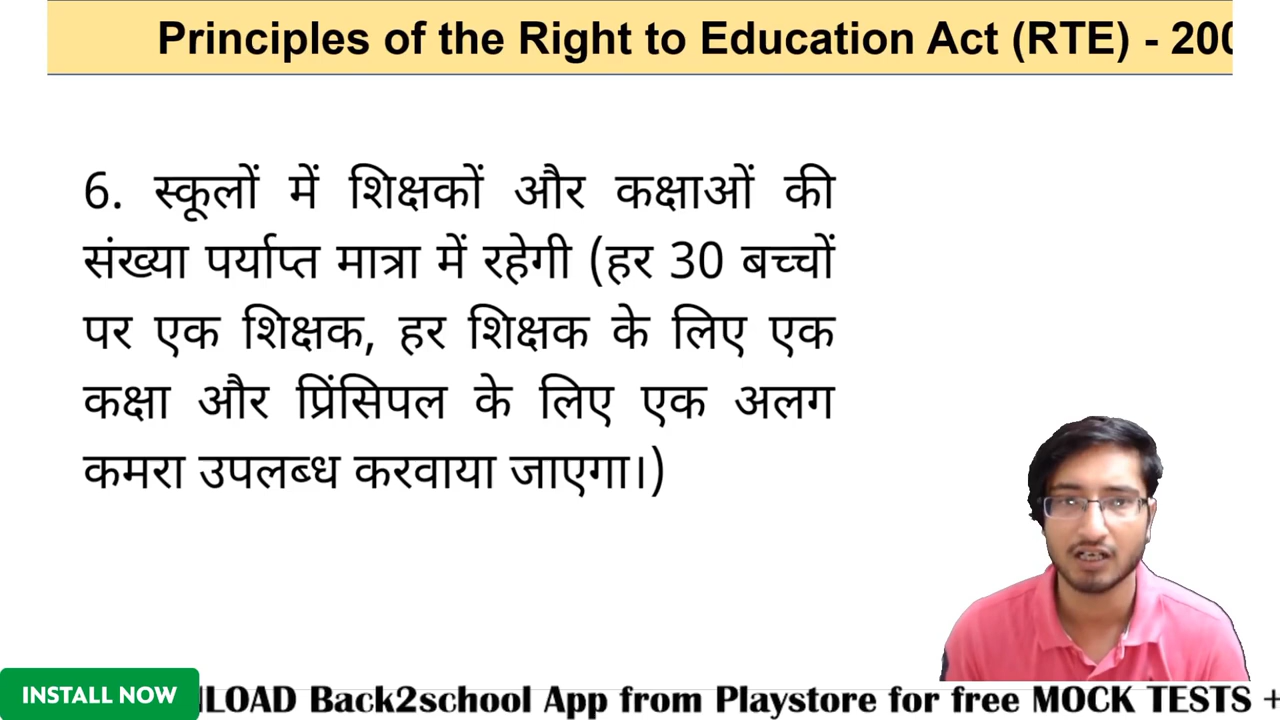 Principles of the Right to Education Act (RTE) - 200
6. स्कूलों में शिक्षकों और कक्षाओं की
संख्या पर्याप्त मात्रा में रहेगी (हर 30 बच्चों
पर एक शिक्षक, हर शिक्षक के लिए एक
कक्षा और प्रिंसिपल के लिए एक अलग
कमरा उपलब्ध करवाया जाएगा।)
INSTALL NOW
NLOAD Back2school App from Playstore for free MOCK TESTS +